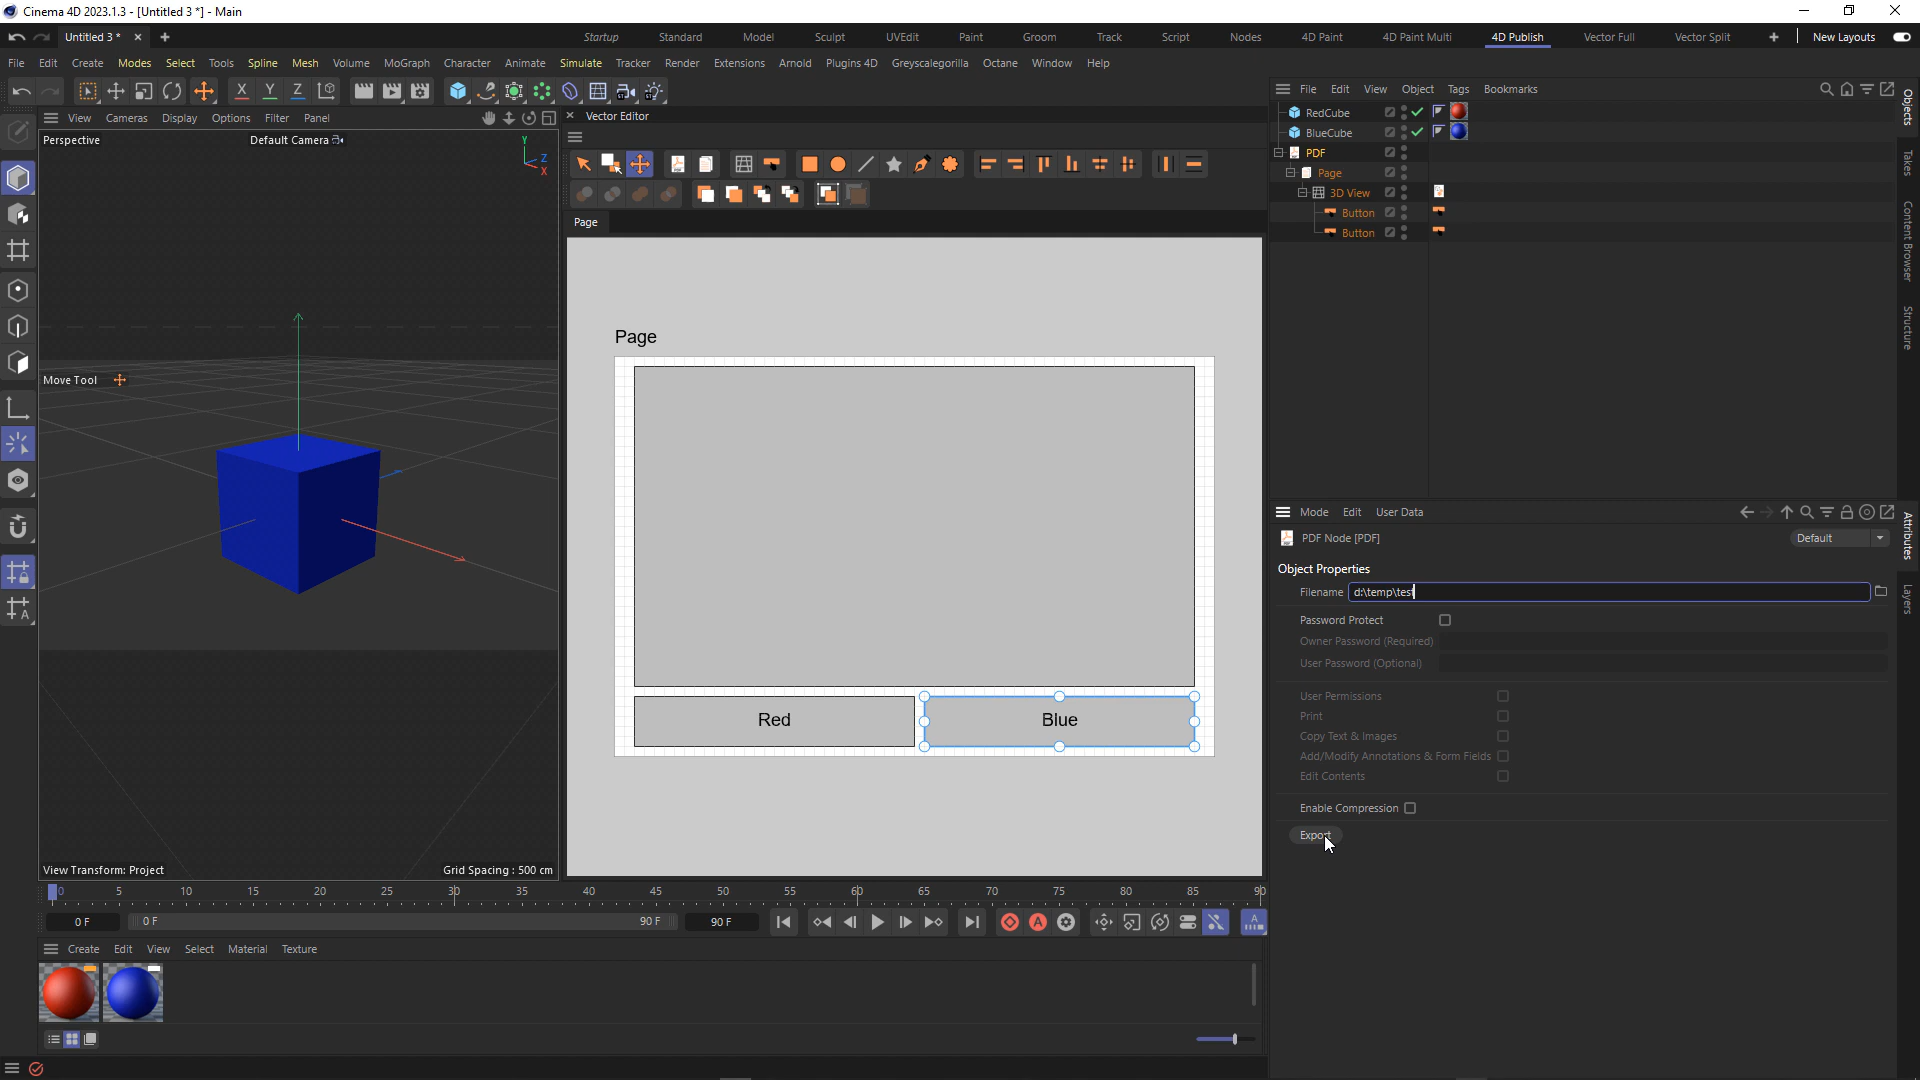 Cinema 4D 2023.1.3 - [Untitled 3 *] - Main
Untitled 3 *
Startup Standard Model Sculpt UVEdit Paint Groom Track Script Nodes 4D Paint 4D Paint Multi 4D Publish Vector Full Vector Split New Layouts
File Edit Create Modes Select Tools Spline Mesh Volume MoGraph Character Animate Simulate Tracker Render Extensions Arnold Plugins 4D Greyscalegorilla Octane Window Help
X Y Z
File Edit View Object Tags Bookmarks
View Cameras Display Options Filter Panel
Vector Editor
Perspective
Default Camera
Y
Z
X
RedCube
BlueCube
PDF
Page
3D View
Button
Button
Objects
Takes
Content Browser
Structure
Page
Page
Move Tool
Red
Blue
View Transform: Project
Grid Spacing : 500 cm
Mode Edit User Data
PDF Node [PDF]
Default
Object Properties
Filename d:\temp\test
Password Protect
Owner Password (Required)
User Password (Optional)
User Permissions
Print
Copy Text & Images
Add/Modify Annotations & Form Fields
Edit Contents
Enable Compression
Export
Attributes
Layers
0 5 10 15 20 25 30 35 40 45 50 55 60 65 70 75 80 85 90
0 F 0 F 90 F 90 F
A
A
Create Edit View Select Material Texture